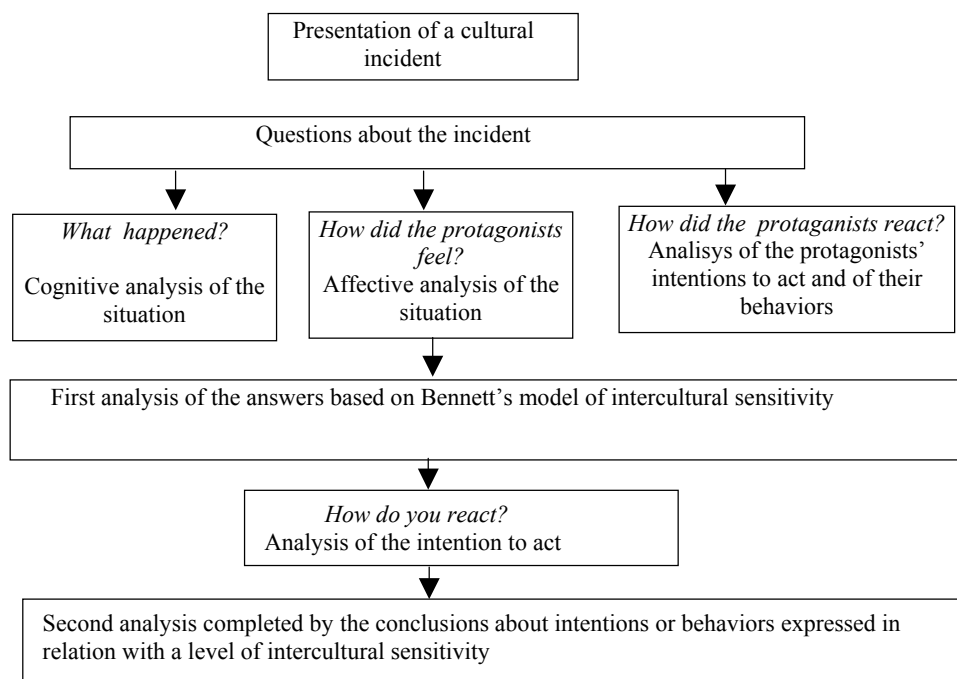 Presentation of a cultural
incident
Questions about the incident
What happened?
Cognitive analysis of the
situation
How did the protagonists
feel?
Affective analysis of the
situation
How did the protaganists react?
Analisys of the protagonists’
intentions to act and of their
behaviors
First analysis of the answers based on Bennett’s model of intercultural sensitivity
How do you react?
Analysis of the intention to act
Second analysis completed by the conclusions about intentions or behaviors expressed in
relation with a level of intercultural sensitivity